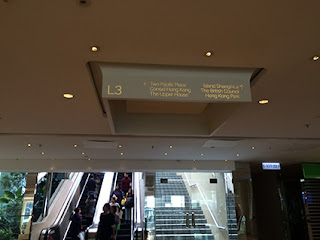 L3
Two Pacific Place
Conrad Hong Kong
The Upper House
Island Shangri-La
The British Council
Hong Kong Park